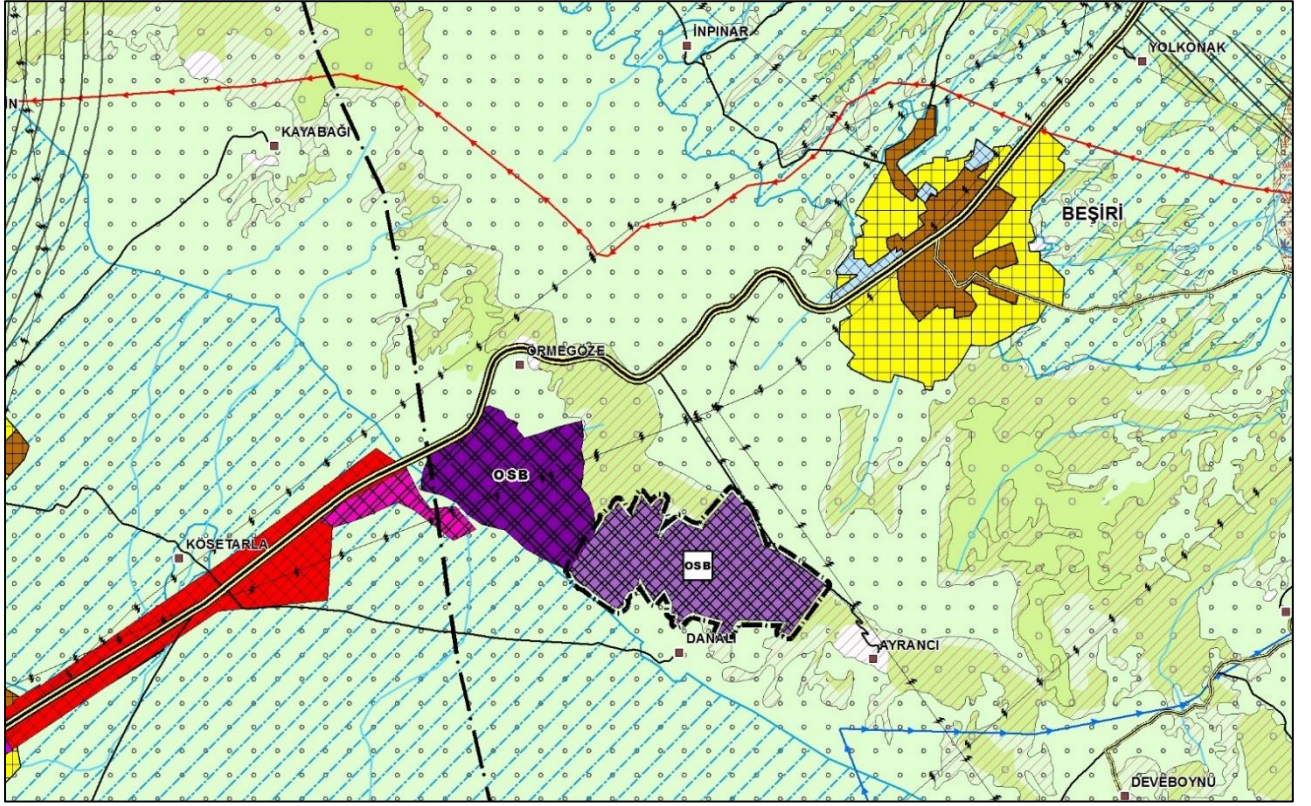 İNPINAR
YOLKONAK
İN
KAYABAĞI
BEŞİRİ
ÖRMEGÖZE
OSB
KÖSETARLA
OSB
DANALI
AYRANCI
DEVEBOYNU